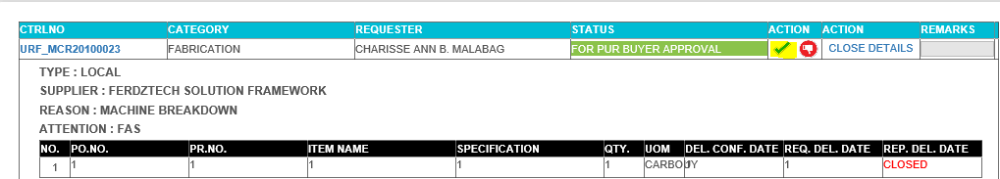 CTRLNO CATEGORY REQUESTER STATUS ACTION ACTION REMARKS
URF_MCR20100023 FABRICATION CHARISSE ANN B. MALABAG FOR PUR BUYER APPROVAL CLOSE DETAILS
TYPE : LOCAL
SUPPLIER : FERDZTECH SOLUTION FRAMEWORK
REASON : MACHINE BREAKDOWN
ATTENTION : FAS
NO. PO.NO. PR.NO. ITEM NAME SPECIFICATION QTY. UOM DEL. CONF. DATE REQ. DEL. DATE REP. DEL. DATE
1 1 1 1 1 1 CARBOY 1 CLOSED